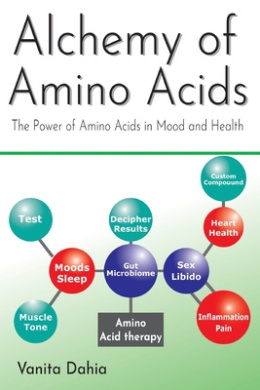 Alchemy of
Amino Acids
The Power of Amino Acids in Mood and Health
Custom
Compouund
Test
Decipher
Results
Heart
Health
Moods
Sleep
Gut
Microbiome
Sex
Libido
Muscle
Tone
Amino
Acid therapy
Inflammation
Pain
Vanita Dahia